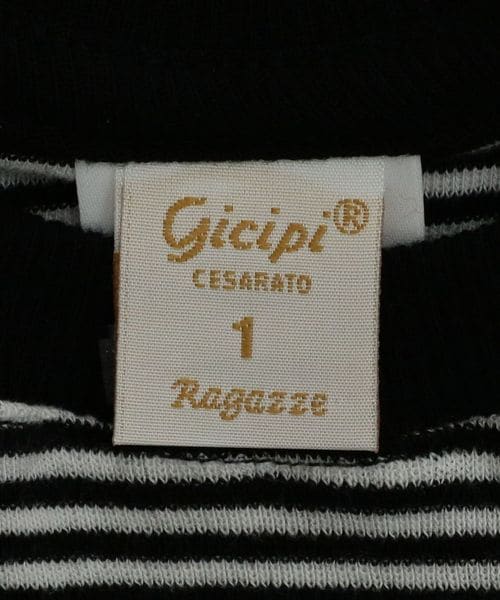 Gicipi®
CESARATO
1
Ragazze